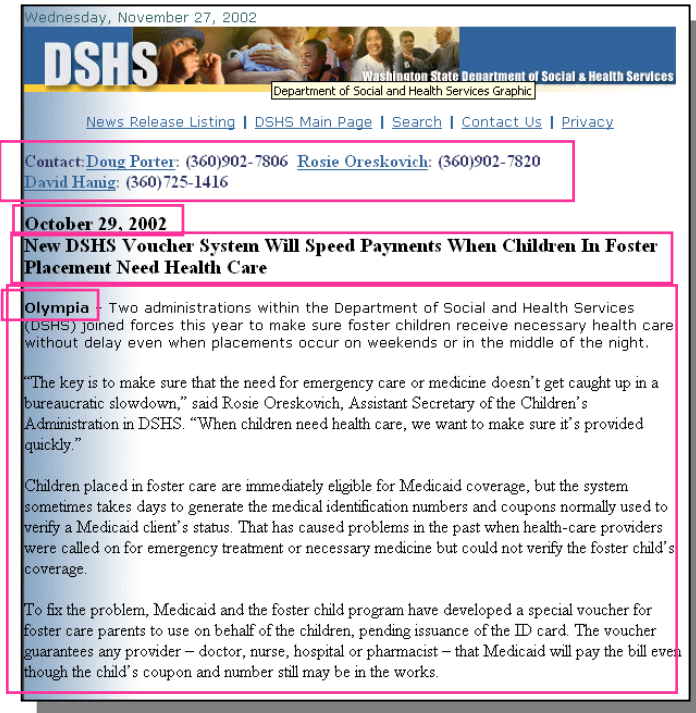 Wednesday, November 27, 2002
DSHS
Washington State Department of Social & Health Services
Department of Social and Health Services Graphic
News Release Listing | DSHS Main Page | Search | Contact Us | Privacy
Contact:Doug Porter: (360)902-7806 Rosie Oreskovich: (360)902-7820
David Hanig: (360)725-1416
October 29, 2002
New DSHS Voucher System Will Speed Payments When Children In Foster
Placement Need Health Care
Olympia - Two administrations within the Department of Social and Health Services
(DSHS) joined forces this year to make sure foster children receive necessary health care
without delay even when placements occur on weekends or in the middle of the night.
“The key is to make sure that the need for emergency care or medicine doesn’t get caught up in a
bureaucratic slowdown,” said Rosie Oreskovich, Assistant Secretary of the Children’s
Administration in DSHS. “When children need health care, we want to make sure it’s provided
quickly.”
Children placed in foster care are immediately eligible for Medicaid coverage, but the system
sometimes takes days to generate the medical identification numbers and coupons normally used to
verify a Medicaid client’s status. That has caused problems in the past when health-care providers
were called on for emergency treatment or necessary medicine but could not verify the foster child’s
coverage.
To fix the problem, Medicaid and the foster child program have developed a special voucher for
foster care parents to use on behalf of the children, pending issuance of the ID card. The voucher
guarantees any provider – doctor, nurse, hospital or pharmacist – that Medicaid will pay the bill even
though the child’s coupon and number still may be in the works.